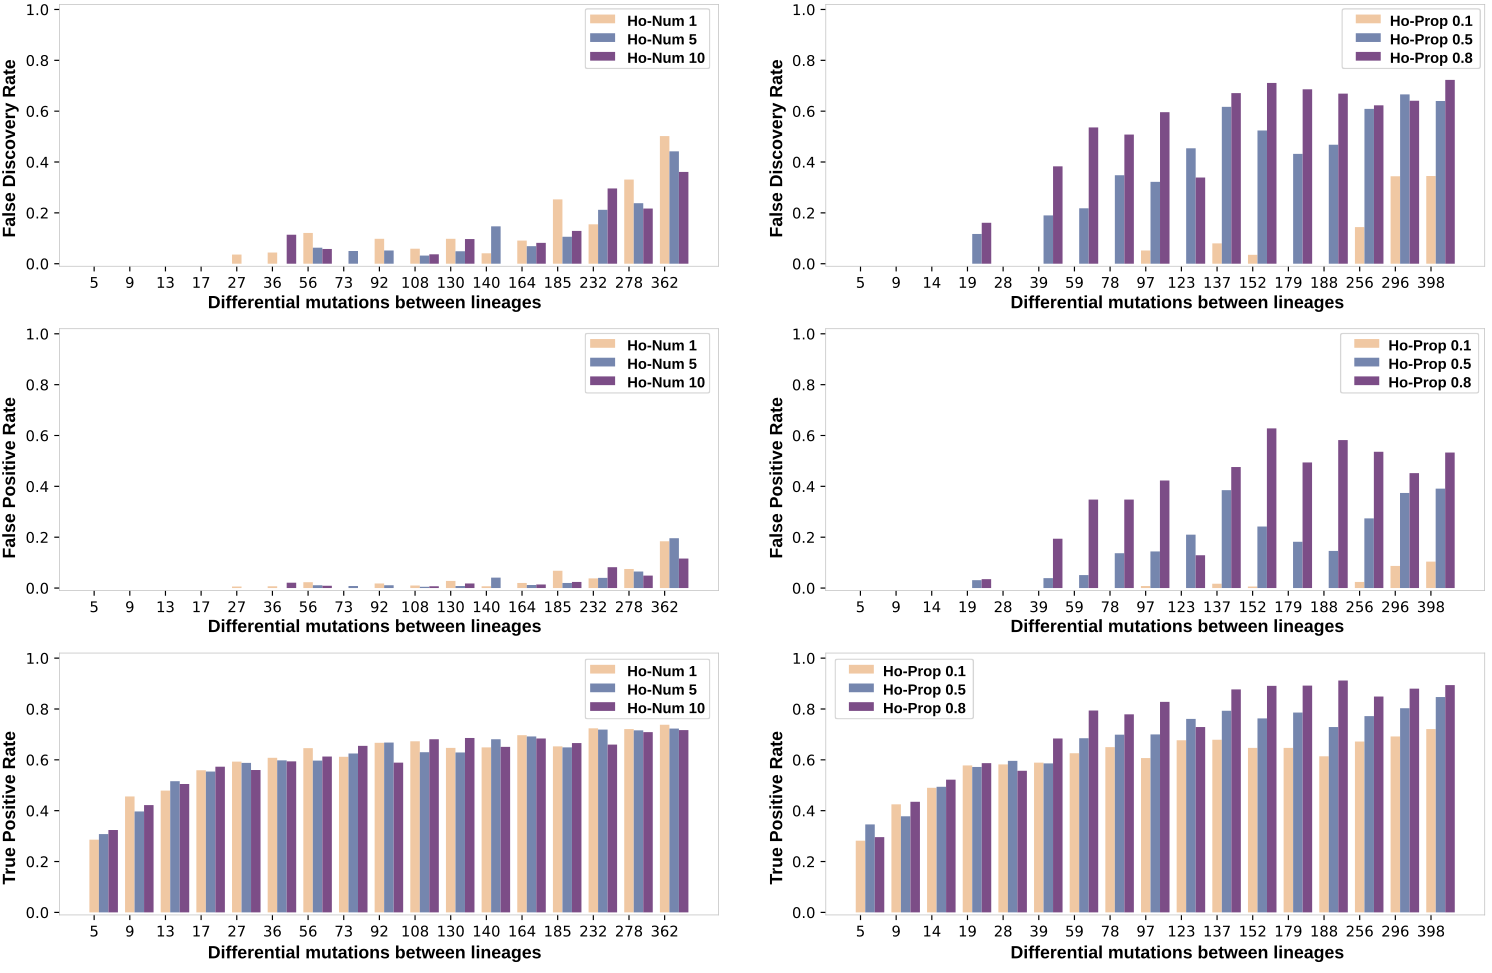 False Discovery Rate
1.0
0.8
0.6
0.4
0.2
0.0
Ho-Num 1
Ho-Num 5
Ho-Num 10
5 9 13 17 27 36 56 73 92 108 130 140 164 185 232 278 362
Differential mutations between lineages
False Discovery Rate
1.0
0.8
0.6
0.4
0.2
0.0
Ho-Prop 0.1
Ho-Prop 0.5
Ho-Prop 0.8
5 9 14 19 28 39 59 78 97 123 137 152 179 188 256 296 398
Differential mutations between lineages
False Positive Rate
1.0
0.8
0.6
0.4
0.2
0.0
Ho-Num 1
Ho-Num 5
Ho-Num 10
5 9 13 17 27 36 56 73 92 108 130 140 164 185 232 278 362
Differential mutations between lineages
False Positive Rate
1.0
0.8
0.6
0.4
0.2
0.0
Ho-Prop 0.1
Ho-Prop 0.5
Ho-Prop 0.8
5 9 14 19 28 39 59 78 97 123 137 152 179 188 256 296 398
Differential mutations between lineages
True Positive Rate
1.0
0.8
0.6
0.4
0.2
0.0
Ho-Num 1
Ho-Num 5
Ho-Num 10
5 9 13 17 27 36 56 73 92 108 130 140 164 185 232 278 362
Differential mutations between lineages
True Positive Rate
1.0
0.8
0.6
0.4
0.2
0.0
Ho-Prop 0.1
Ho-Prop 0.5
Ho-Prop 0.8
5 9 14 19 28 39 59 78 97 123 137 152 179 188 256 296 398
Differential mutations between lineages